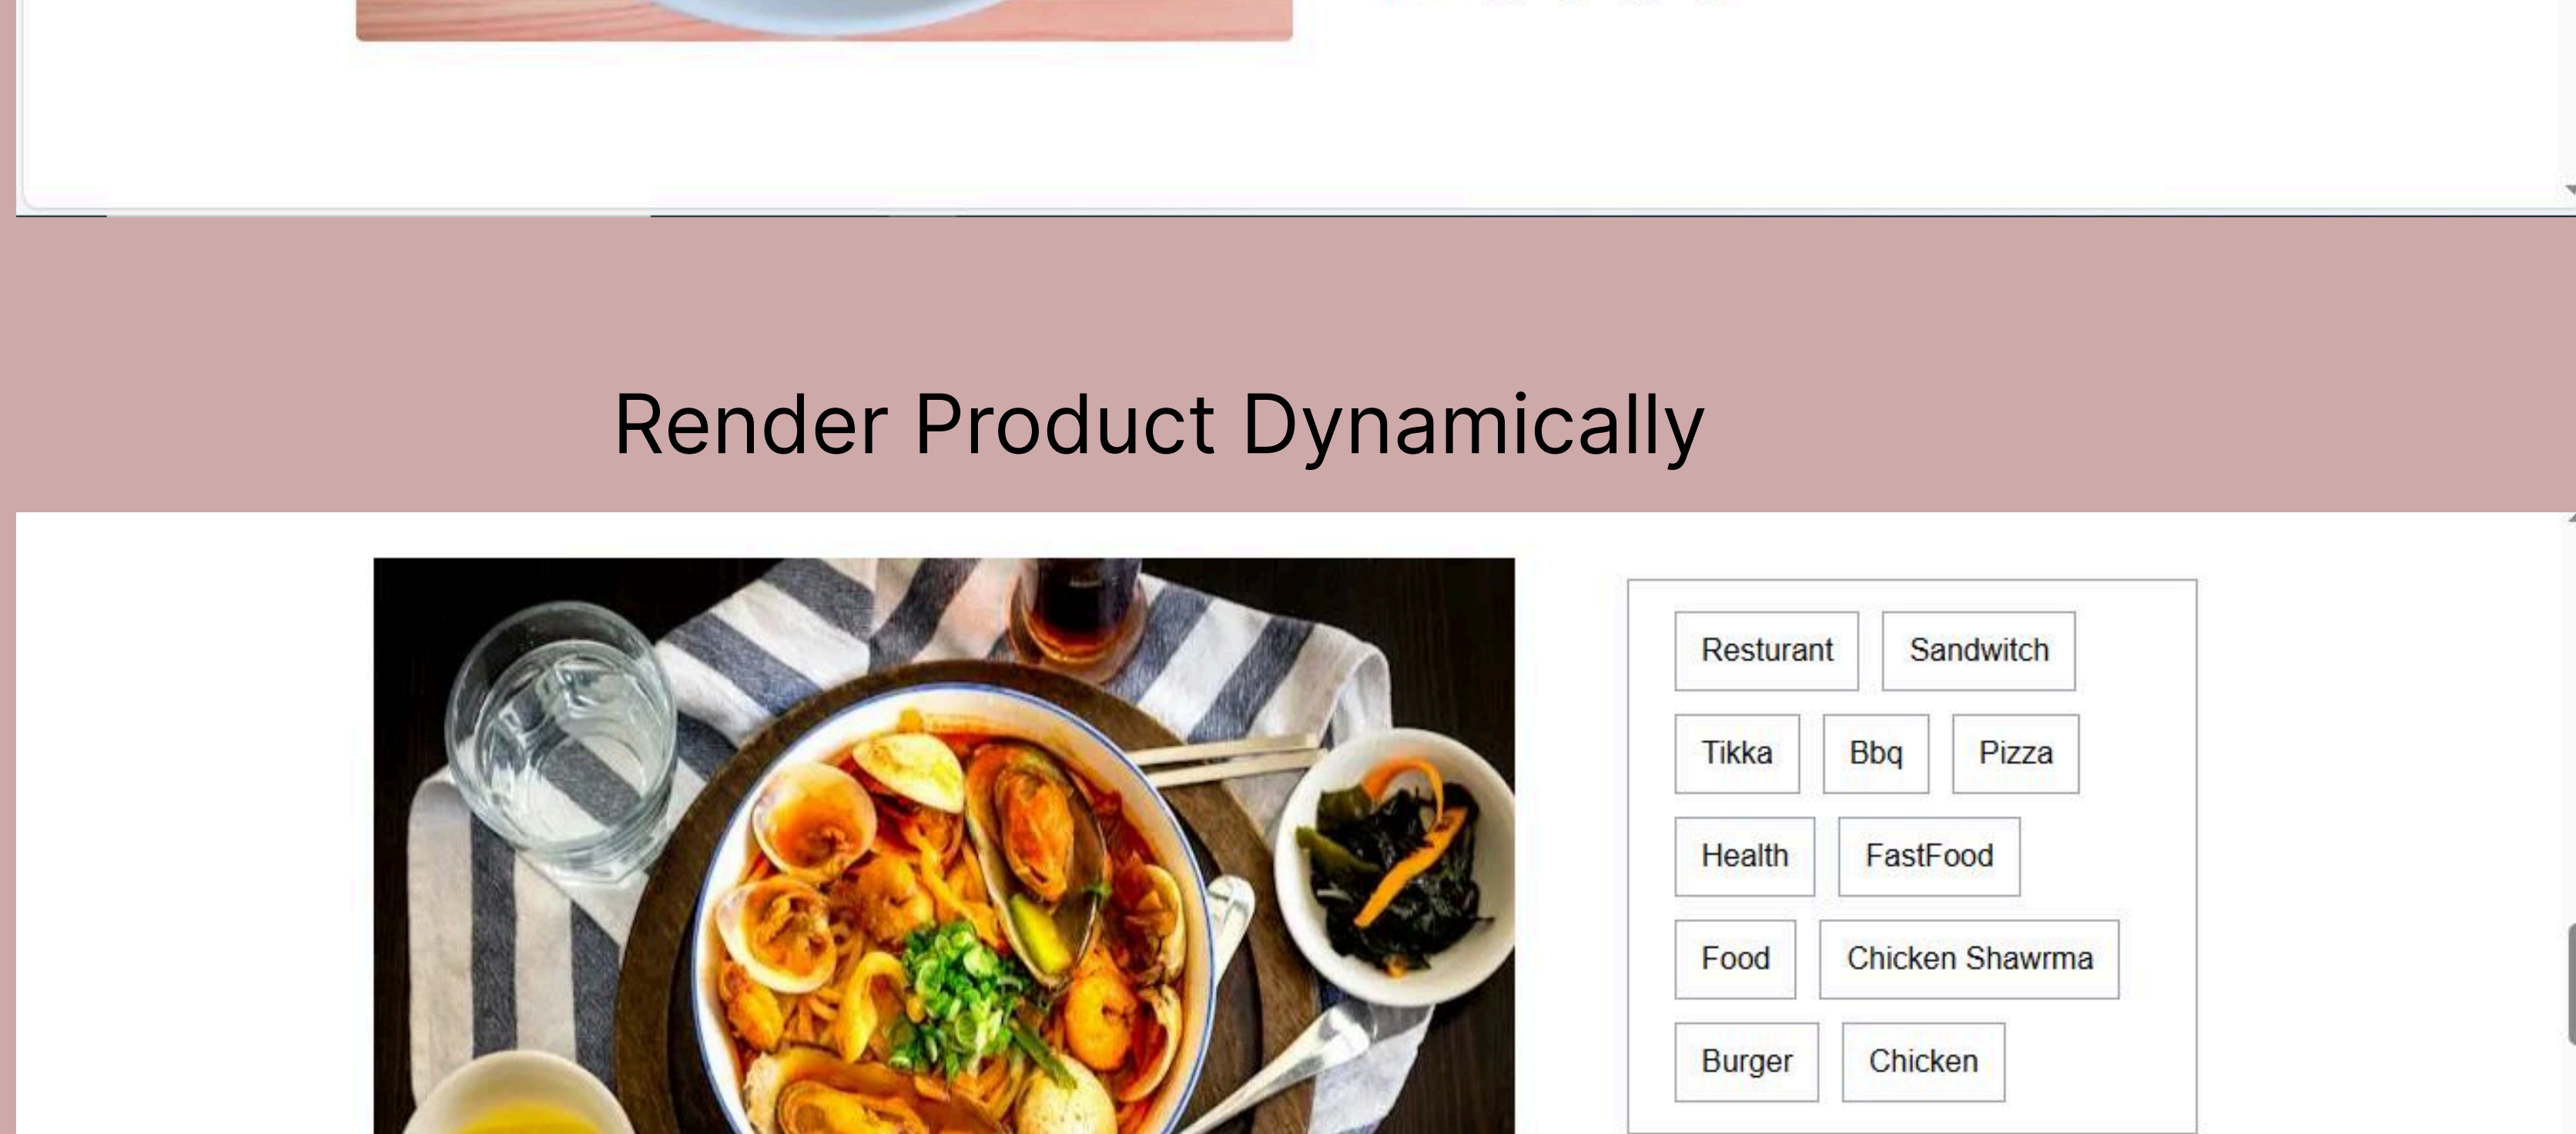 Render Product Dynamically
Resturant Sandwitch
Tikka Bbq Pizza
Health FastFood
Food Chicken Shawrma
Burger Chicken